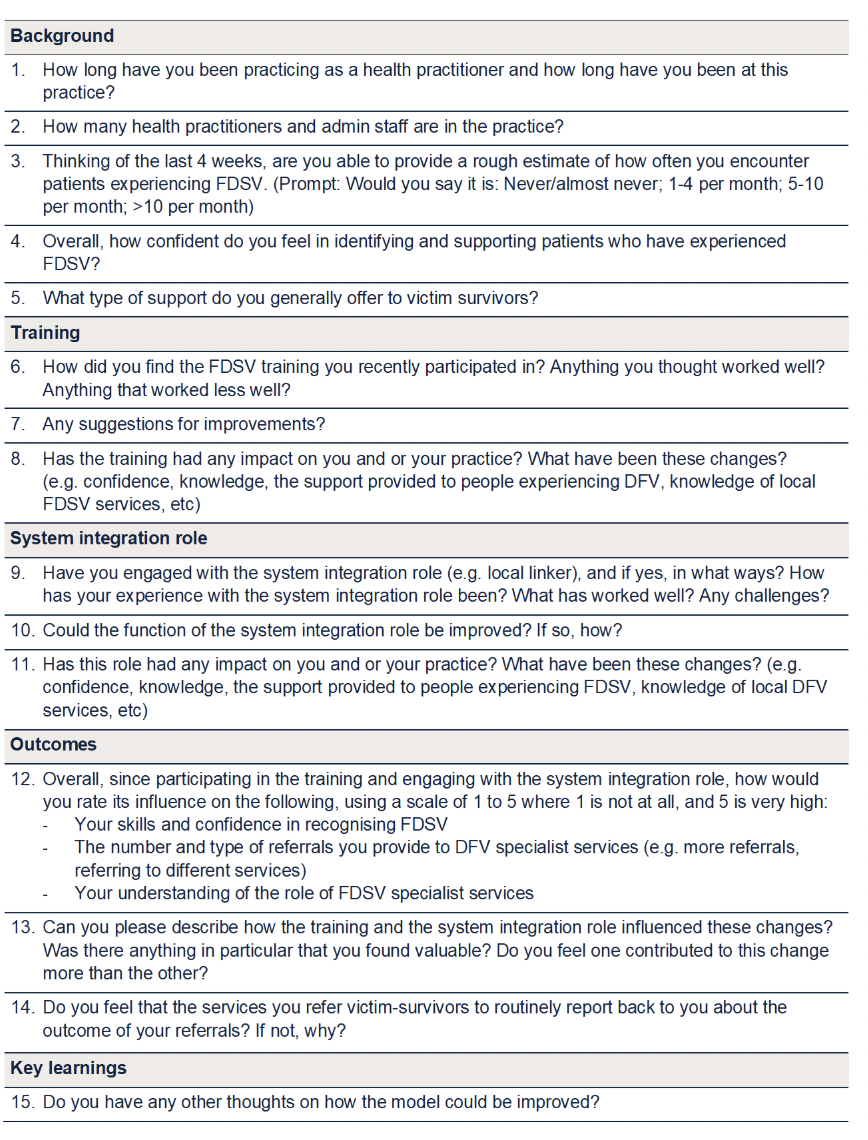 Background
1. How long have you been practicing as a health practitioner and how long have you been at this
practice?
2. How many health practitioners and admin staff are in the practice?
3. Thinking of the last 4 weeks, are you able to provide a rough estimate of how often you encounter
patients experiencing FDSV. (Prompt: Would you say it is: Never/almost never; 1-4 per month; 5-10
per month; >10 per month)
4. Overall, how confident do you feel in identifying and supporting patients who have experienced
FDSV?
5. What type of support do you generally offer to victim survivors?
Training
6. How did you find the FDSV training you recently participated in? Anything you thought worked well?
Anything that worked less well?
7. Any suggestions for improvements?
8. Has the training had any impact on you and or your practice? What have been these changes?
(e.g. confidence, knowledge, the support provided to people experiencing DFV, knowledge of local
FDSV services, etc)
System integration role
9. Have you engaged with the system integration role (e.g. local linker), and if yes, in what ways? How
has your experience with the system integration role been? What has worked well? Any challenges?
10. Could the function of the system integration role be improved? If so, how?
11. Has this role had any impact on you and or your practice? What have been these changes? (e.g.
confidence, knowledge, the support provided to people experiencing FDSV, knowledge of local DFV
services, etc)
Outcomes
12. Overall, since participating in the training and engaging with the system integration role, how would
you rate its influence on the following, using a scale of 1 to 5 where 1 is not at all, and 5 is very high:
- Your skills and confidence in recognising FDSV
- The number and type of referrals you provide to DFV specialist services (e.g. more referrals,
referring to different services)
- Your understanding of the role of FDSV specialist services
13. Can you please describe how the training and the system integration role influenced these changes?
Was there anything in particular that you found valuable? Do you feel one contributed to this change
more than the other?
14. Do you feel that the services you refer victim-survivors to routinely report back to you about the
outcome of your referrals? If not, why?
Key learnings
15. Do you have any other thoughts on how the model could be improved?